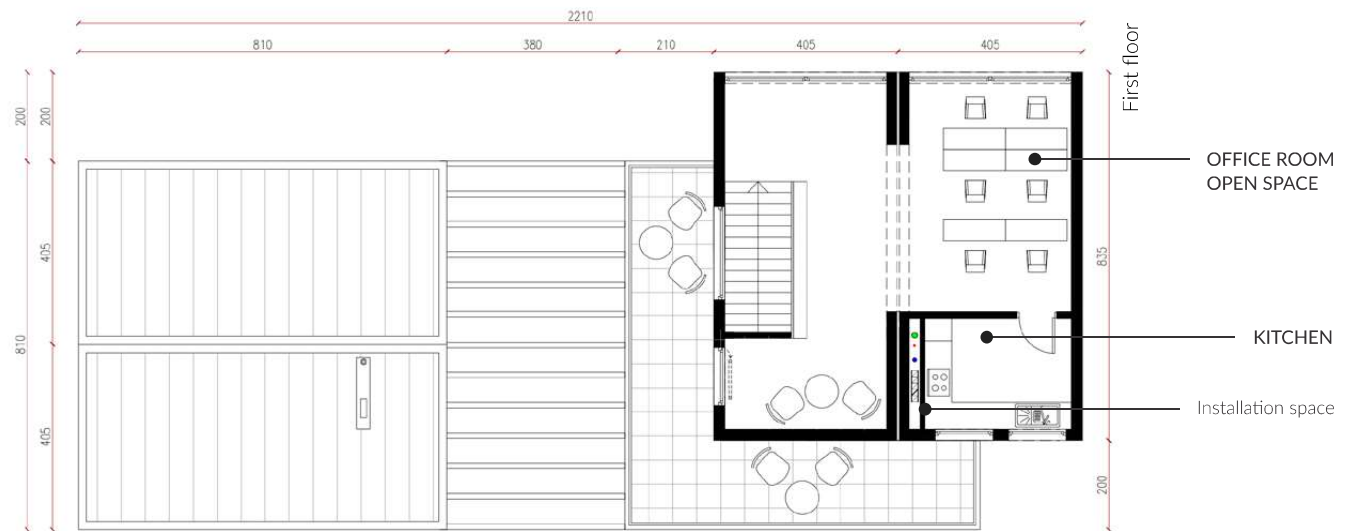 2210
810
380
210
405
405
First floor
200
200
405
810
405
835
200
OFFICE ROOM
OPEN SPACE
KITCHEN
Installation space